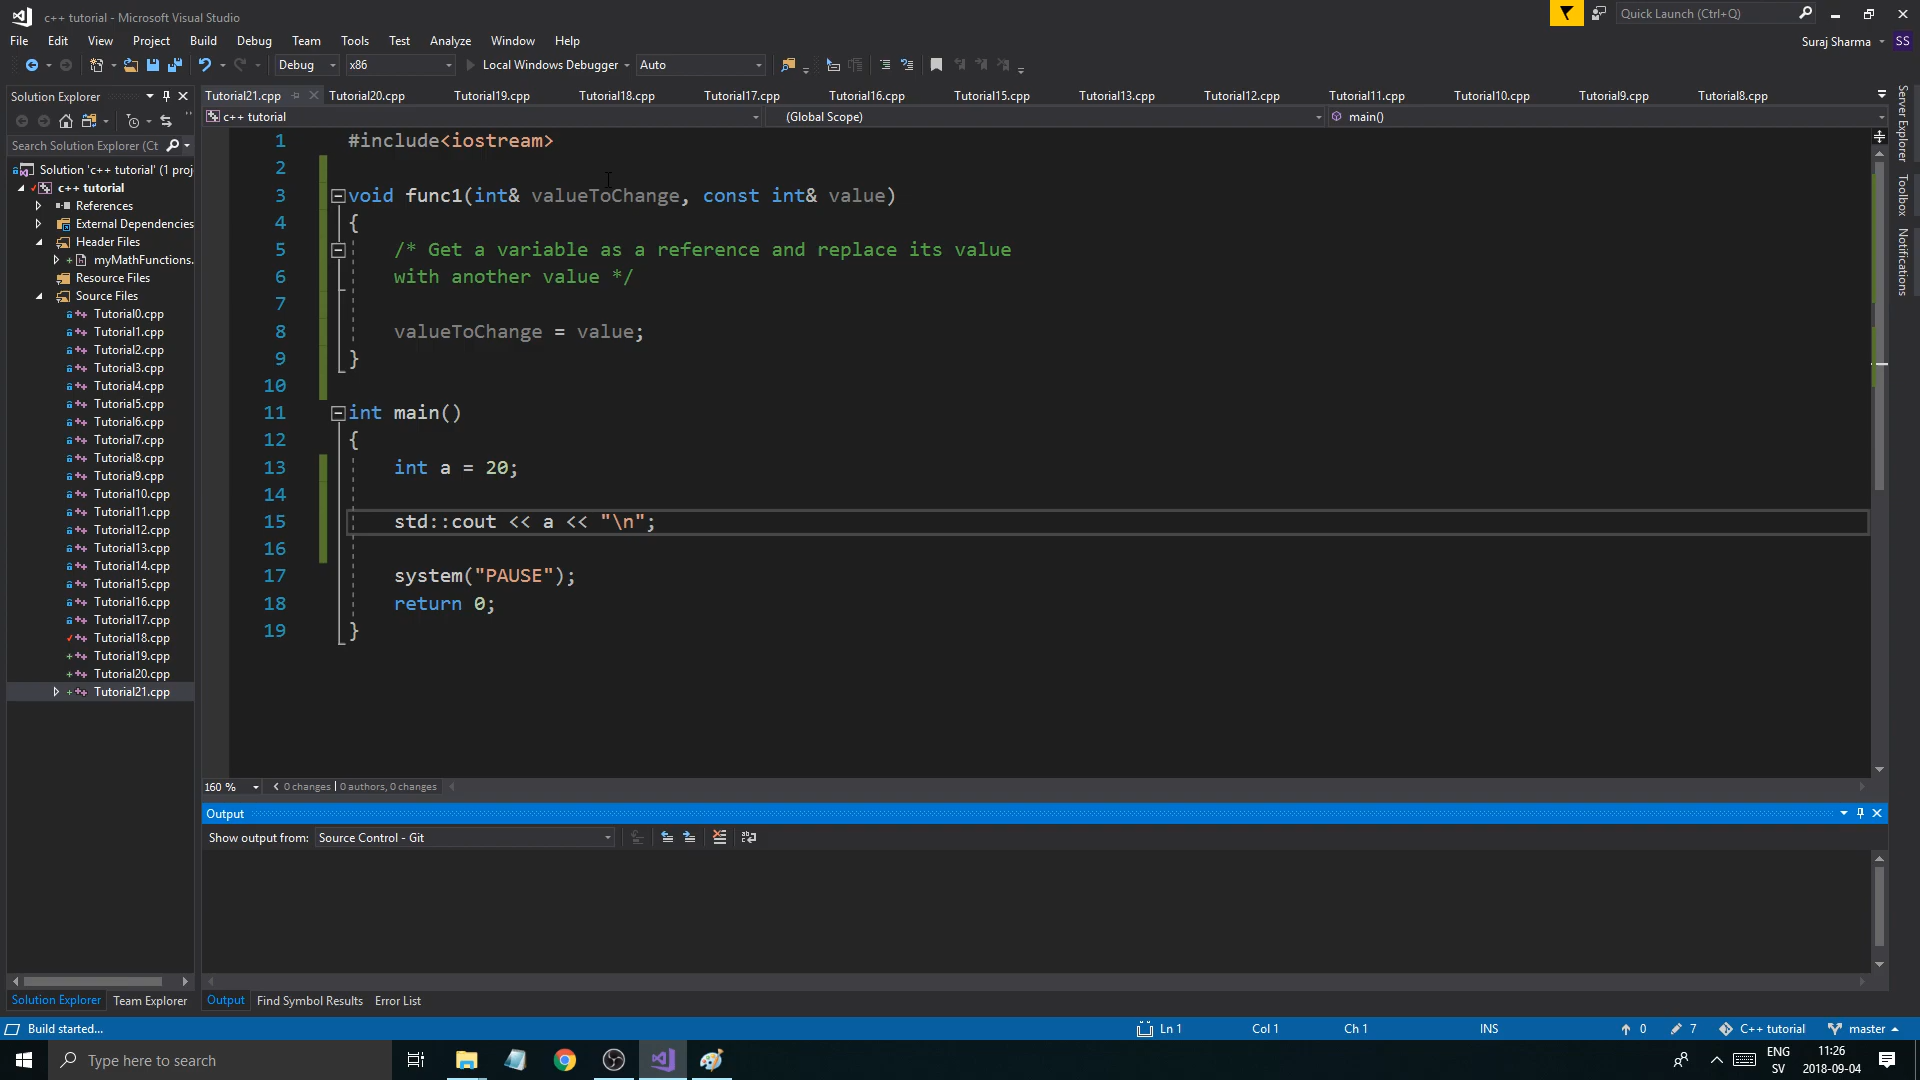 c++ tutorial - Microsoft Visual Studio
Quick Launch (Ctrl+Q)
File Edit View Project Build Debug Team Tools Test Analyze Window Help
Suraj Sharma SS
Debug x86 Local Windows Debugger Auto
Solution Explorer
Tutorial21.cpp Tutorial20.cpp Tutorial19.cpp Tutorial18.cpp Tutorial17.cpp Tutorial16.cpp Tutorial15.cpp Tutorial13.cpp Tutorial12.cpp Tutorial11.cpp Tutorial10.cpp Tutorial9.cpp Tutorial8.cpp
c++ tutorial (Global Scope) main()
Search Solution Explorer (Ct
Solution 'c++ tutorial' (1 proj
c++ tutorial
References
External Dependencies
Header Files
myMathFunctions.
Resource Files
Source Files
Tutorial0.cpp
Tutorial1.cpp
Tutorial2.cpp
Tutorial3.cpp
Tutorial4.cpp
Tutorial5.cpp
Tutorial6.cpp
Tutorial7.cpp
Tutorial8.cpp
Tutorial9.cpp
Tutorial10.cpp
Tutorial11.cpp
Tutorial12.cpp
Tutorial13.cpp
Tutorial14.cpp
Tutorial15.cpp
Tutorial16.cpp
Tutorial17.cpp
Tutorial18.cpp
Tutorial19.cpp
Tutorial20.cpp
Tutorial21.cpp
Solution Explorer Team Explorer
1 #include<iostream>
2
3 void func1(int& valueToChange, const int& value)
4 {
5 /* Get a variable as a reference and replace its value
6 with another value */
7
8 valueToChange = value;
9 }
10
11 int main()
12 {
13 int a = 20;
14
15 std::cout << a << "\n";
16
17 system("PAUSE");
18 return 0;
19 }
160 % 0 changes | 0 authors, 0 changes
Output
Show output from: Source Control - Git
Output Find Symbol Results Error List
Server Explorer
Toolbox
Notifications
Build started... Ln 1 Col 1 Ch 1 INS 0 7 C++ tutorial master
Type here to search
ENG
SV
11:26
2018-09-04